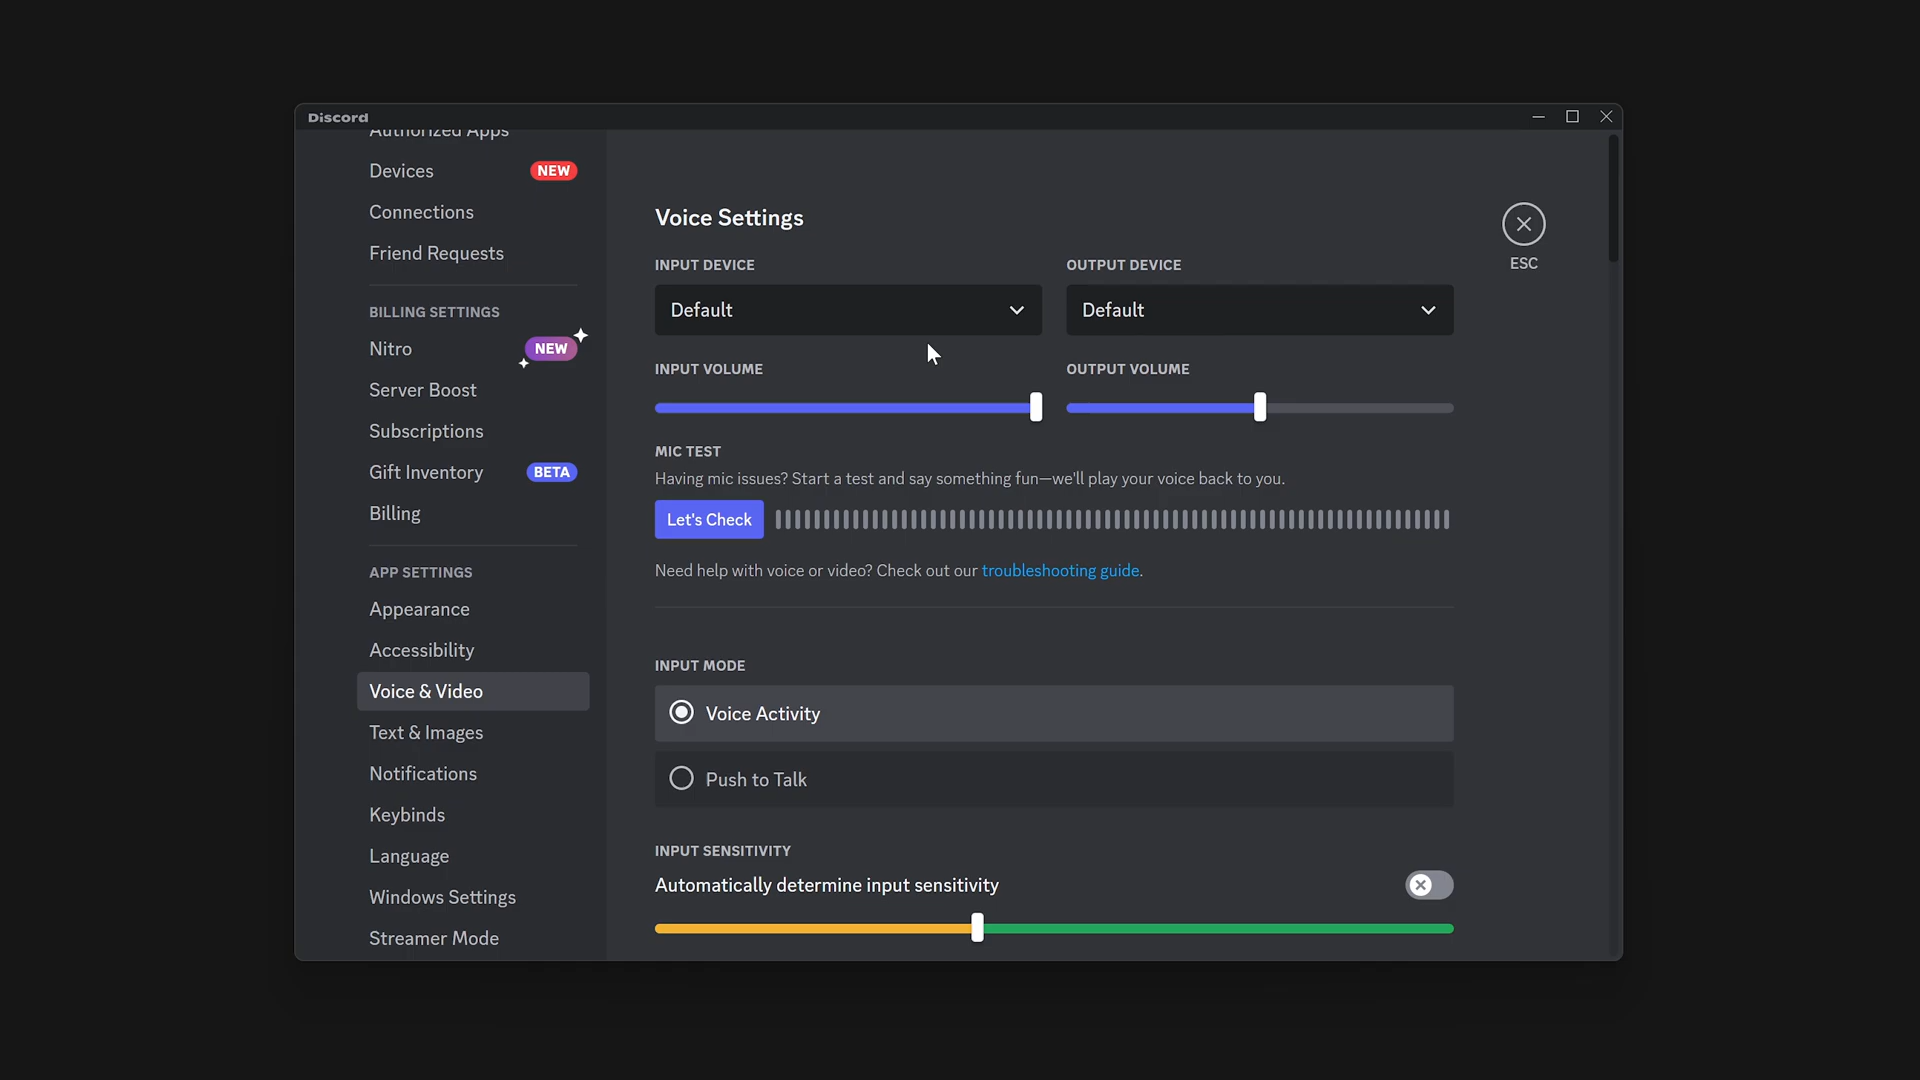 Discord
Authorized Apps
Devices NEW
Connections
Friend Requests
BILLING SETTINGS
Nitro NEW
Server Boost
Subscriptions
Gift Inventory BETA
Billing
APP SETTINGS
Appearance
Accessibility
Voice & Video
Text & Images
Notifications
Keybinds
Language
Windows Settings
Streamer Mode
Voice Settings
ESC
INPUT DEVICE OUTPUT DEVICE
Default Default
INPUT VOLUME OUTPUT VOLUME
MIC TEST
Having mic issues? Start a test and say something fun—we'll play your voice back to you.
Let's Check
Need help with voice or video? Check out our troubleshooting guide.
INPUT MODE
Voice Activity
Push to Talk
INPUT SENSITIVITY
Automatically determine input sensitivity